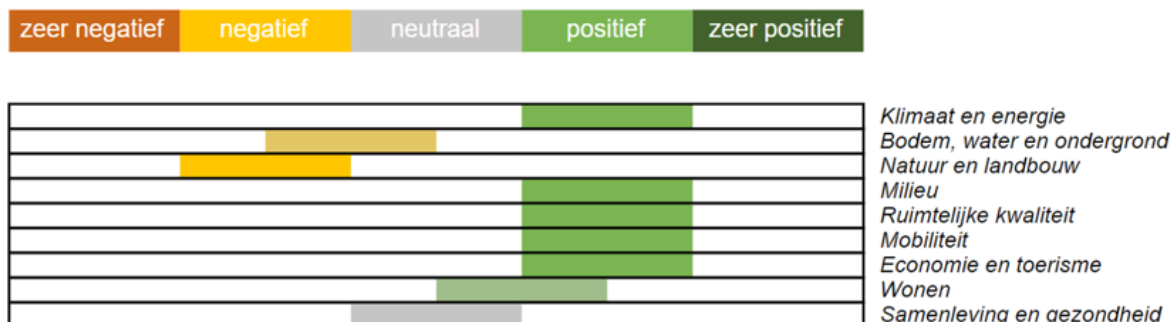 zeer negatief negatief neutraal positief zeer positief
Klimaat en energie
Bodem, water en ondergrond
Natuur en landbouw
Milieu
Ruimtelijke kwaliteit
Mobiliteit
Economie en toerisme
Wonen
Samenleving en gezondheid